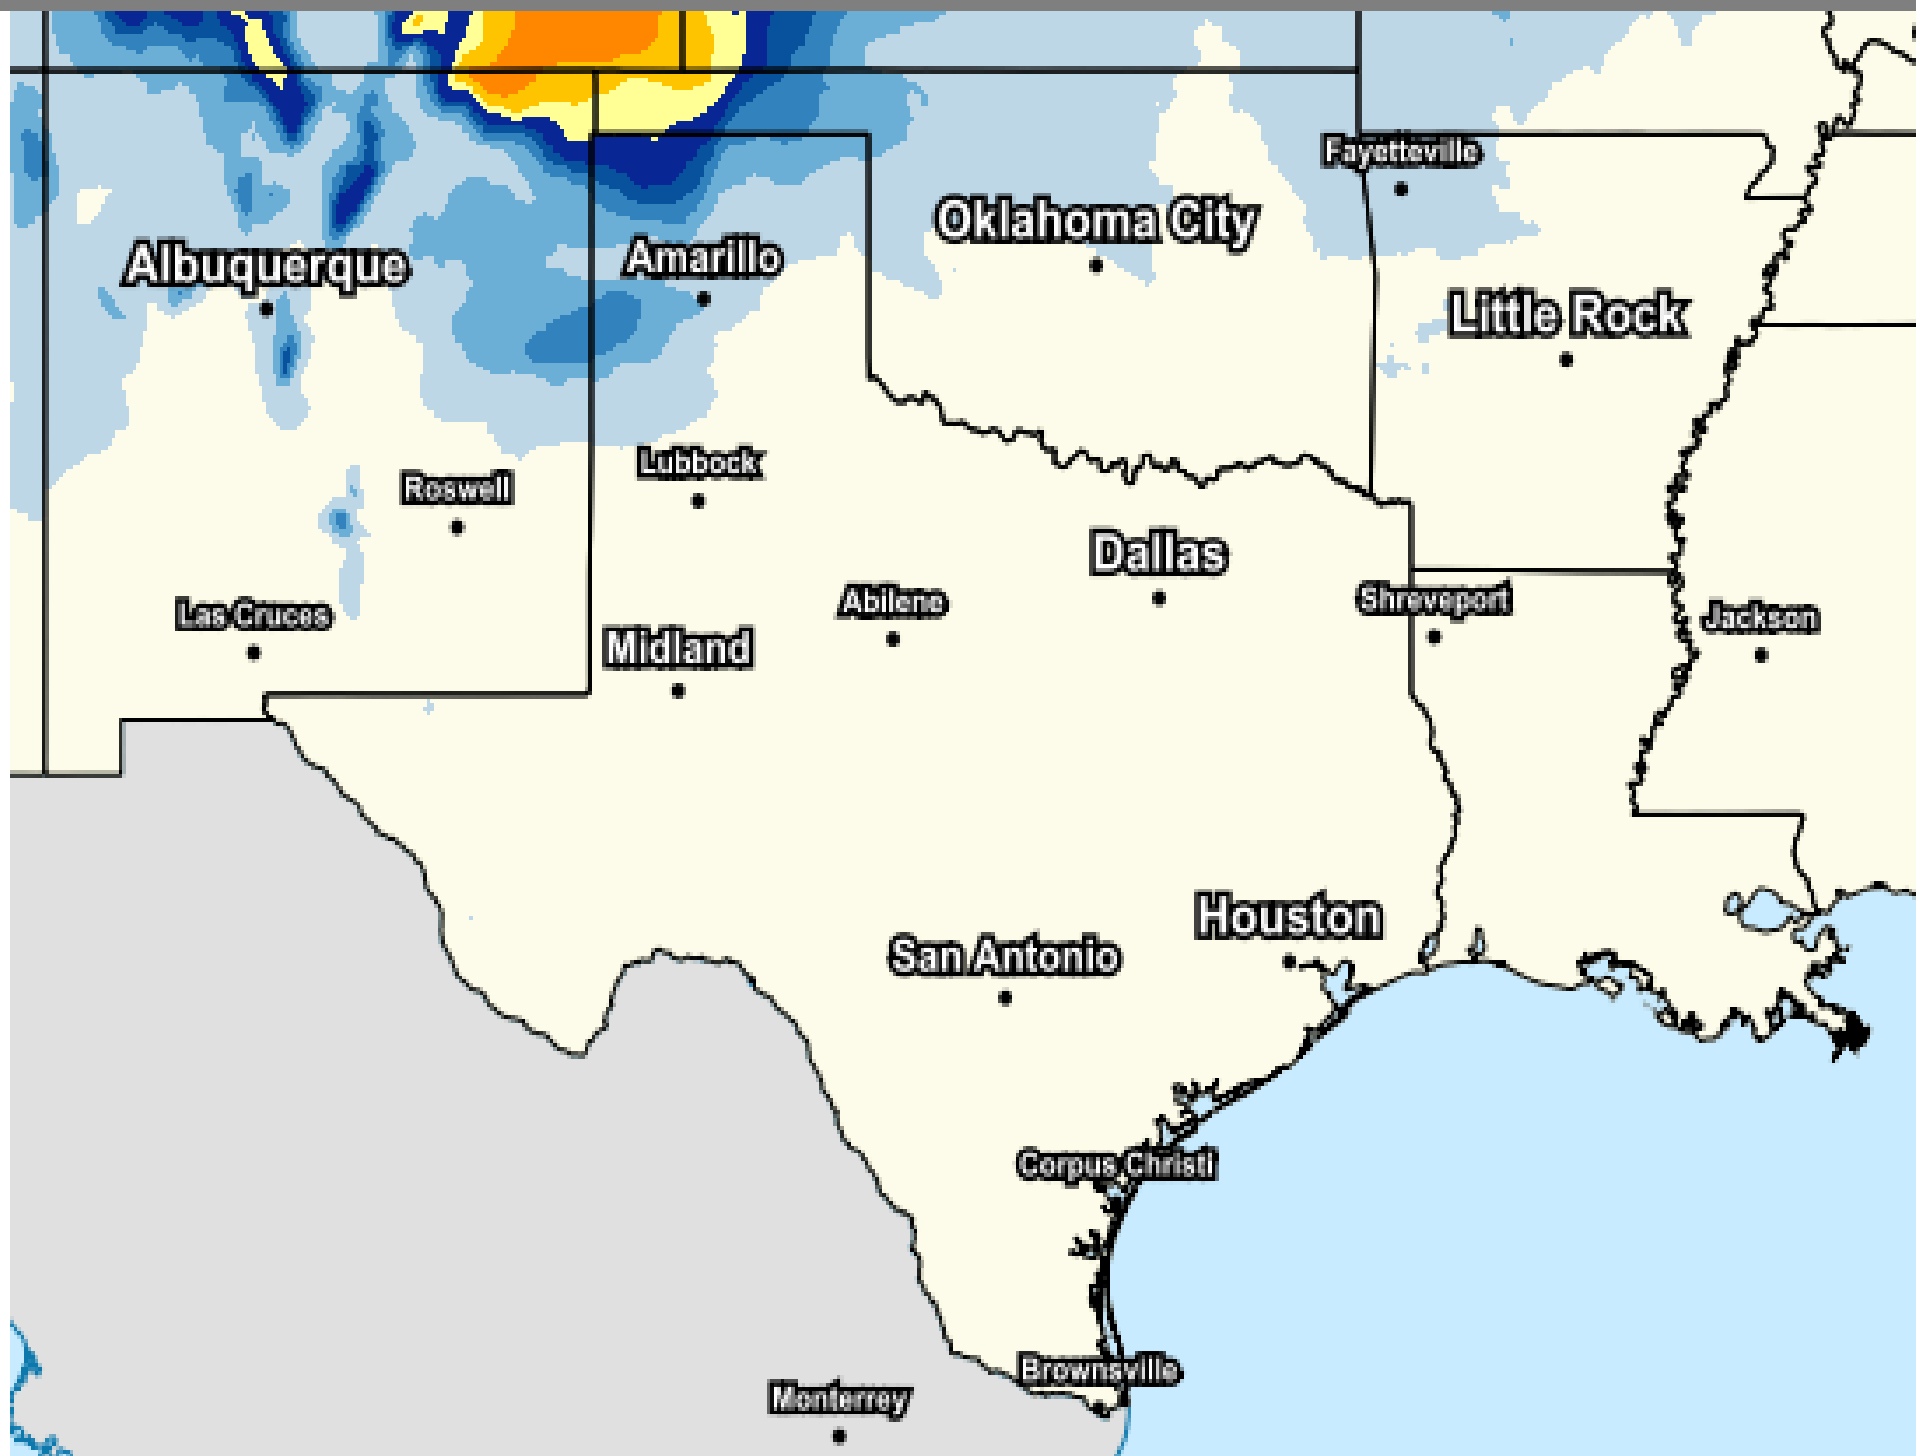 Fayetteville
Oklahoma City
Albuquerque
Amarillo
Little Rock
Lubbock
Roswell
Dallas
Abilene
Shreveport
Las Cruces
Jackson
Midland
Houston
San Antonio
Corpus Christi
Brownsville
Monterrey